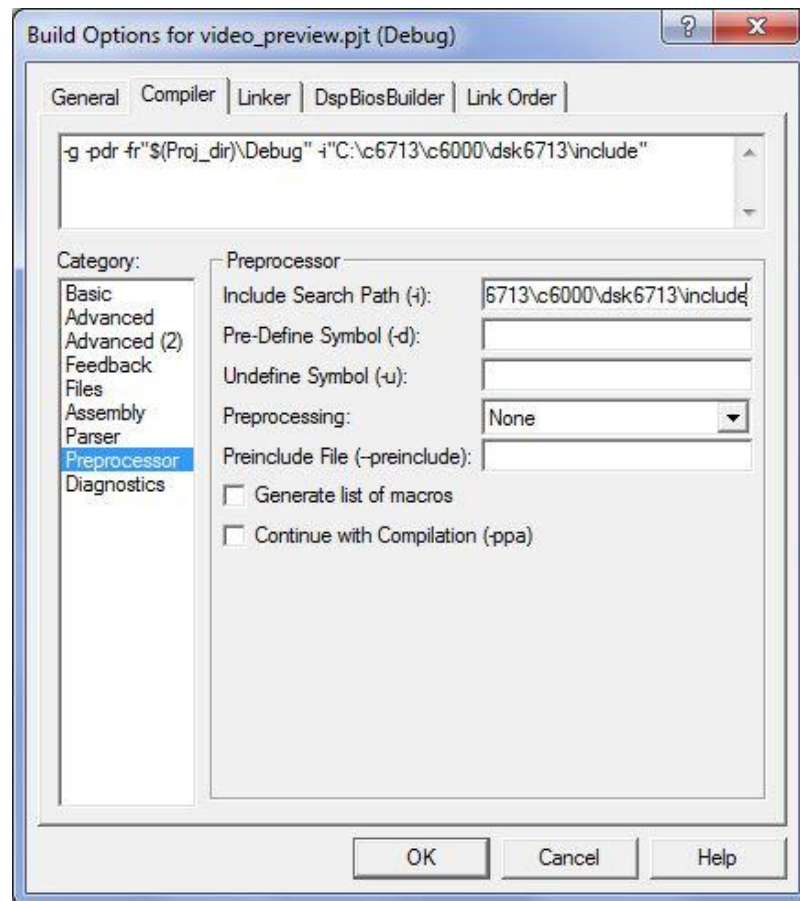 Build Options for video_preview.pjt (Debug)
General Compiler Linker DspBiosBuilder Link Order
-g -pdr -fr"$(Proj_dir)\Debug" -i"C:\c6713\c6000\dsk6713\include"
Category:
Basic
Advanced
Advanced (2)
Feedback
Files
Assembly
Parser
Preprocessor
Diagnostics
Preprocessor
Include Search Path (-i): 6713\c6000\dsk6713\include
Pre-Define Symbol (-d):
Undefine Symbol (-u):
Preprocessing: None
Preinclude File (--preinclude):
Generate list of macros
Continue with Compilation (-ppa)
OK Cancel Help